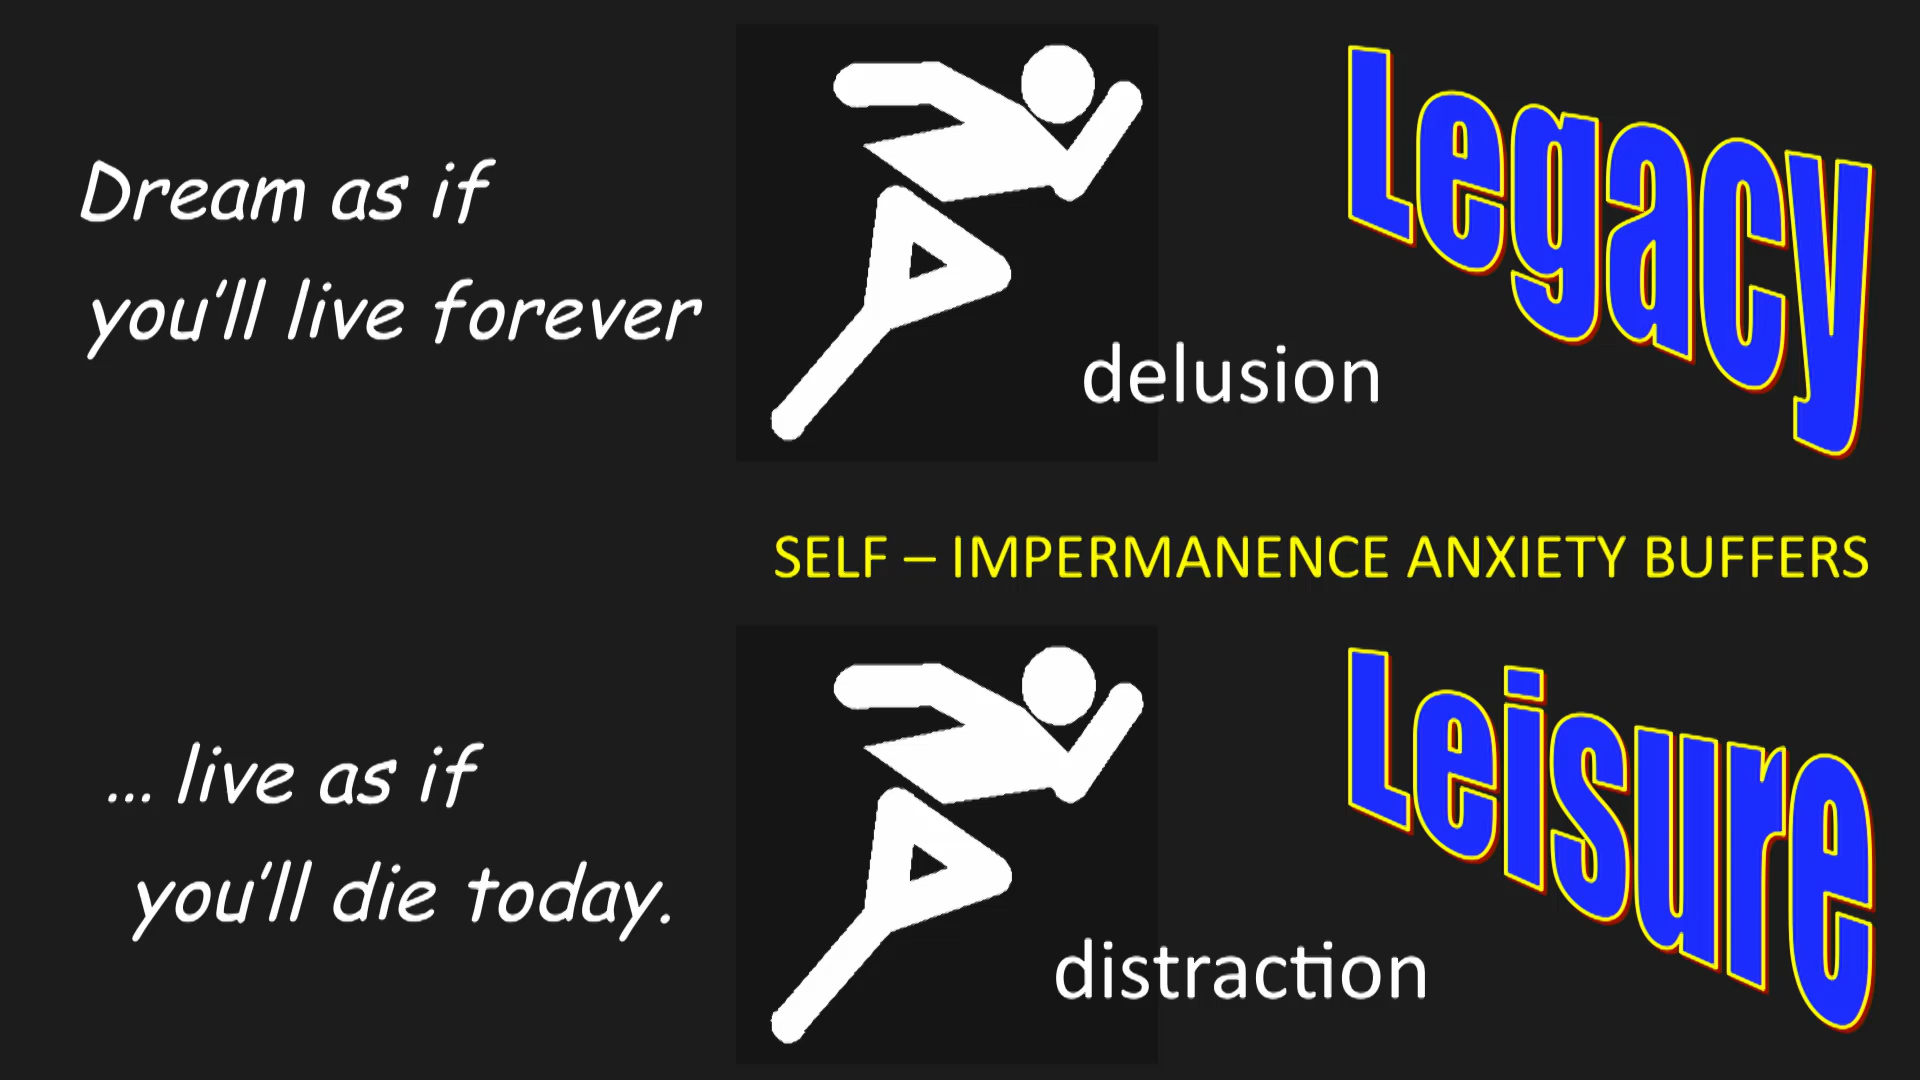 Dream as if
you'll live forever
delusion
Legacy
SELF – IMPERMANENCE ANXIETY BUFFERS
... live as if
you'll die today.
distraction
Leisure